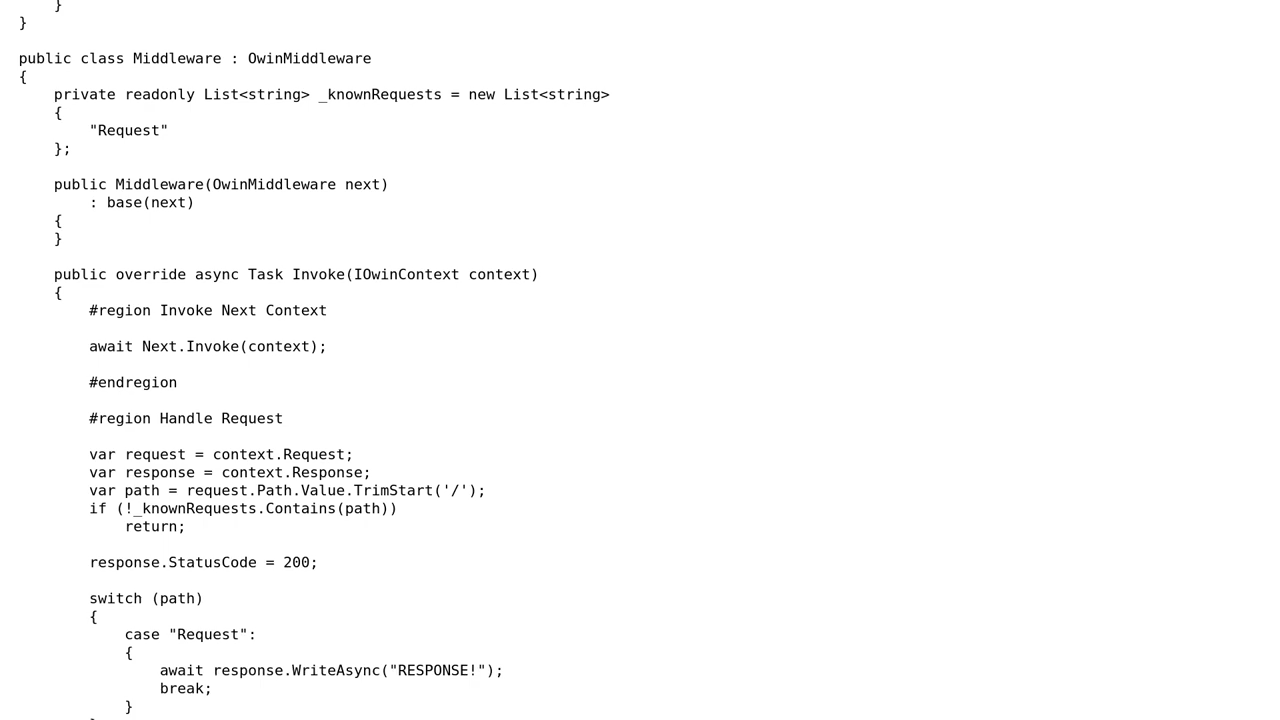 }
}

public class Middleware : OwinMiddleware
{
    private readonly List<string> _knownRequests = new List<string>
    {
        "Request"
    };

    public Middleware(OwinMiddleware next)
        : base(next)
    {
    }

    public override async Task Invoke(IOwinContext context)
    {
        #region Invoke Next Context

        await Next.Invoke(context);

        #endregion

        #region Handle Request

        var request = context.Request;
        var response = context.Response;
        var path = request.Path.Value.TrimStart('/');
        if (!_knownRequests.Contains(path))
            return;

        response.StatusCode = 200;

        switch (path)
        {
            case "Request":
            {
                await response.WriteAsync("RESPONSE!");
                break;
            }